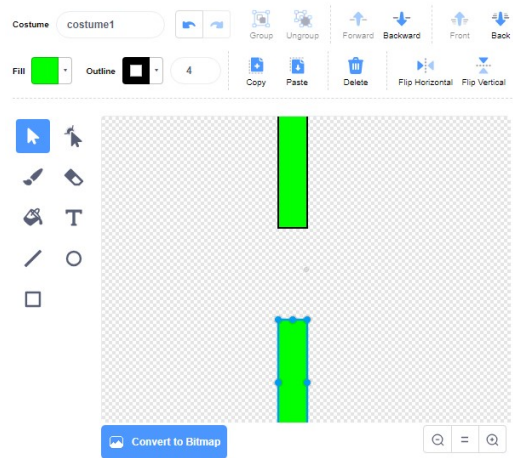 Costume costume1 Group Ungroup Forward Backward Front Back
Fill Outline 4 Copy Paste Delete Flip Horizontal Flip Vertical
T
Convert to Bitmap